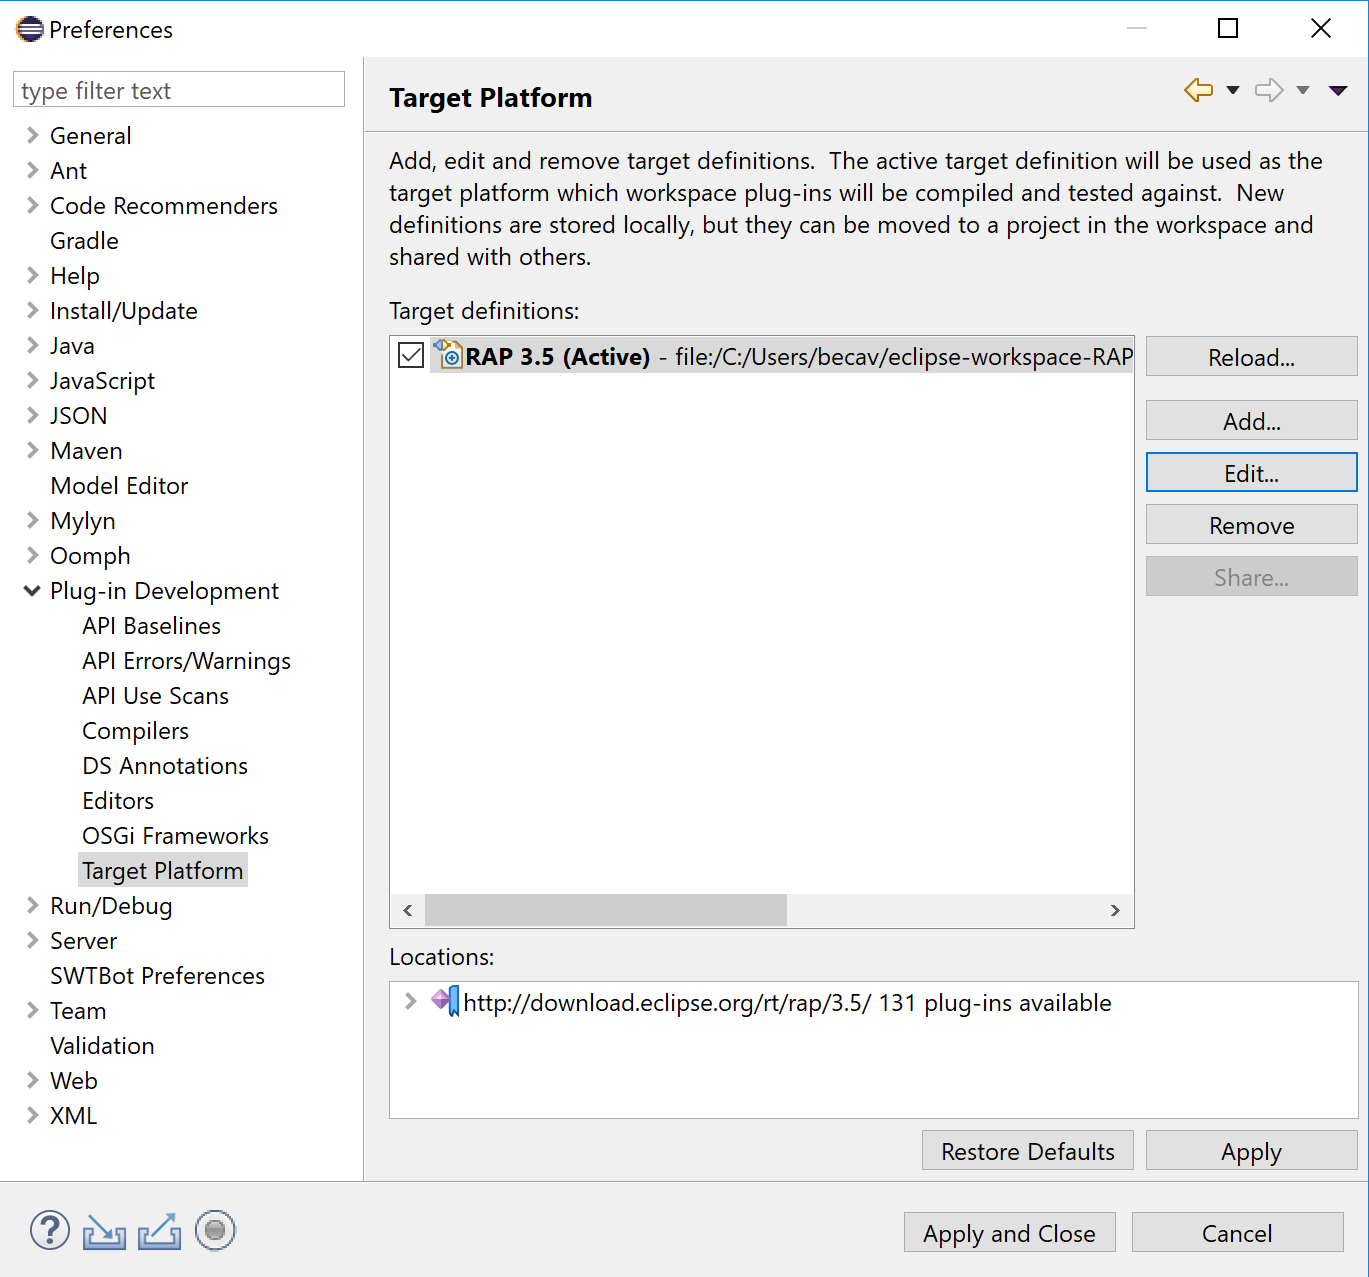 Preferences
type filter text
General
Ant
Code Recommenders
Gradle
Help
Install/Update
Java
JavaScript
JSON
Maven
Model Editor
Mylyn
Oomph
Plug-in Development
API Baselines
API Errors/Warnings
API Use Scans
Compilers
DS Annotations
Editors
OSGi Frameworks
Target Platform
Run/Debug
Server
SWTBot Preferences
Team
Validation
Web
XML
Target Platform
Add, edit and remove target definitions.  The active target definition will be used as the
target platform which workspace plug-ins will be compiled and tested against.  New
definitions are stored locally, but they can be moved to a project in the workspace and
shared with others.
Target definitions:
RAP 3.5 (Active) - file:/C:/Users/becav/eclipse-workspace-RAP
Reload...
Add...
Edit...
Remove
Share...
Locations:
http://download.eclipse.org/rt/rap/3.5/ 131 plug-ins available
Restore Defaults
Apply
?
Apply and Close
Cancel